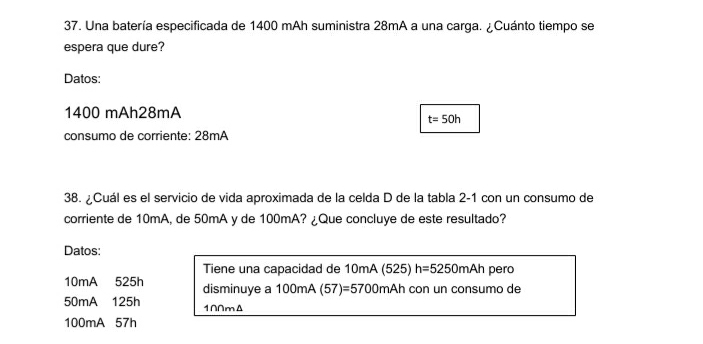 37. Una batería especificada de 1400 mAh suministra 28mA a una carga. ¿Cuánto tiempo se
espera que dure?
Datos:
1400 mAh28mA
t= 50h
consumo de corriente: 28mA
38. ¿Cuál es el servicio de vida aproximada de la celda D de la tabla 2-1 con un consumo de
corriente de 10mA, de 50mA y de 100mA? ¿Que concluye de este resultado?
Datos:
10mA 525h
50mA 125h
100mA 57h
Tiene una capacidad de 10mA (525) h=5250mAh pero
disminuye a 100mA (57)=5700mAh con un consumo de
100mA